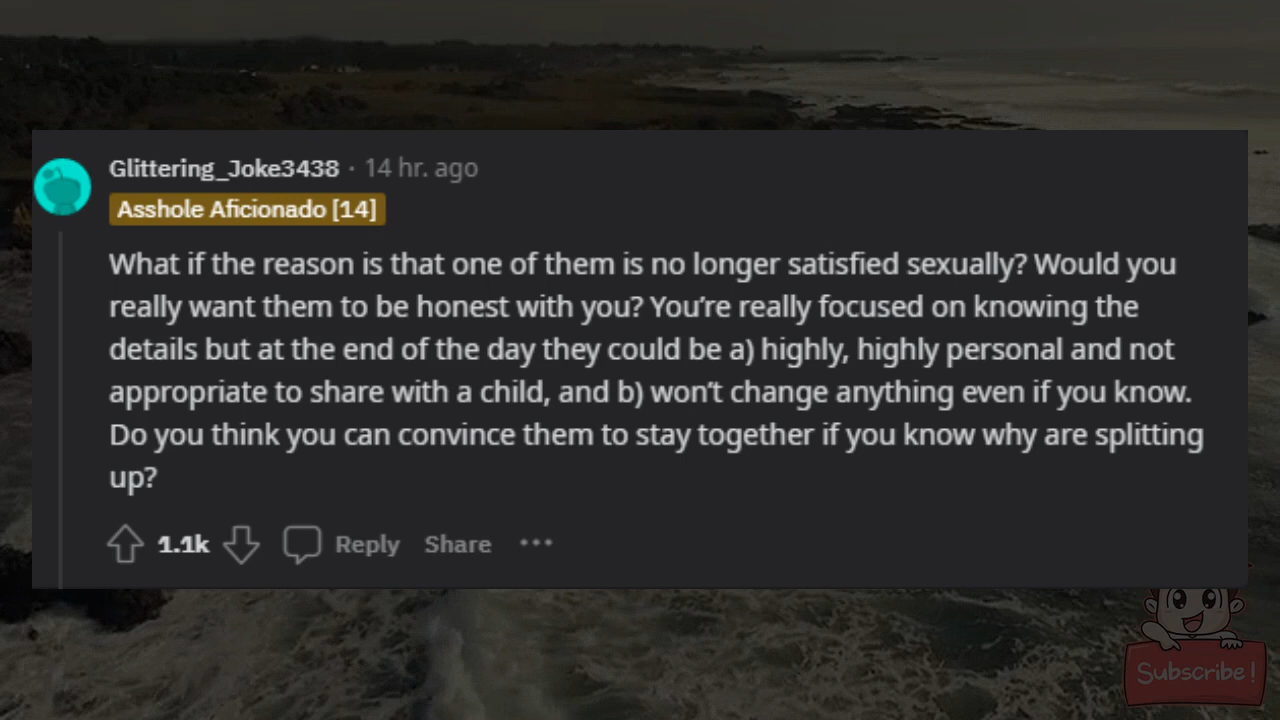 Glittering_Joke3438 · 14 hr. ago
Asshole Aficionado [14]
What if the reason is that one of them is no longer satisfied sexually? Would you
really want them to be honest with you? You’re really focused on knowing the
details but at the end of the day they could be a) highly, highly personal and not
appropriate to share with a child, and b) won’t change anything even if you know.
Do you think you can convince them to stay together if you know why are splitting
up?
1.1k Reply Share ···
Subscribe!